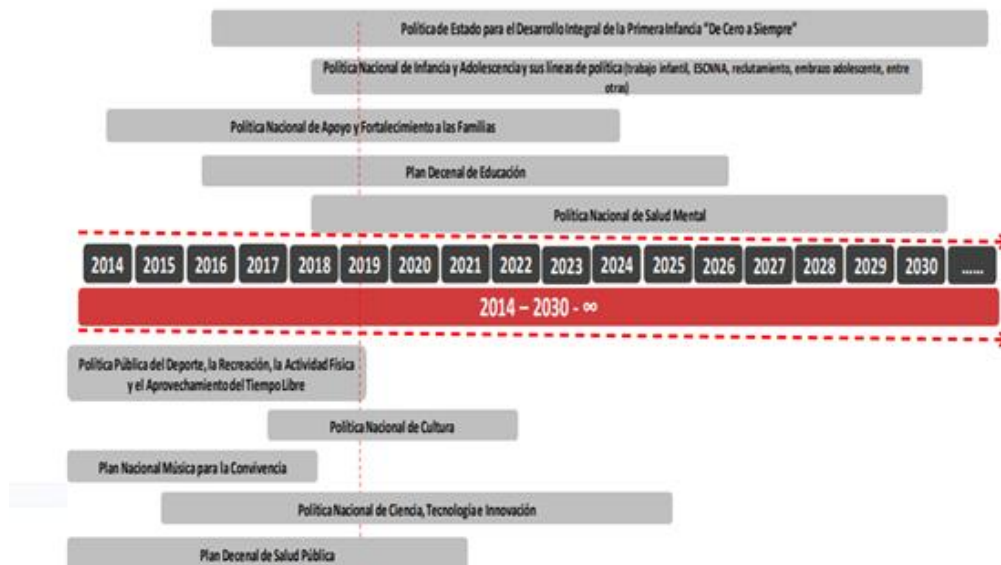 Política de Estado para el Desarrollo Integral de la Primera Infancia "De Cero a Siempre"
Política Nacional de Infancia y Adolescencia y sus líneas de política (trabajo infantil, ESCNNA, reclutamiento, embrazo adolescente, entre
otras)
Política Nacional de Apoyo y Fortalecimiento a las Familias
Plan Decenal de Educación
Política Nacional de Salud Mental
2014 2015 2016 2017 2018 2019 2020 2021 2022 2023 2024 2025 2026 2027 2028 2029 2030 ......
2014 – 2030 - ∞
Política Pública del Deporte, la Recreación, la Actividad Física
y el Aprovechamiento del Tiempo Libre
Política Nacional de Cultura
Plan Nacional Música para la Convivencia
Política Nacional de Ciencia, Tecnología e Innovación
Plan Decenal de Salud Pública